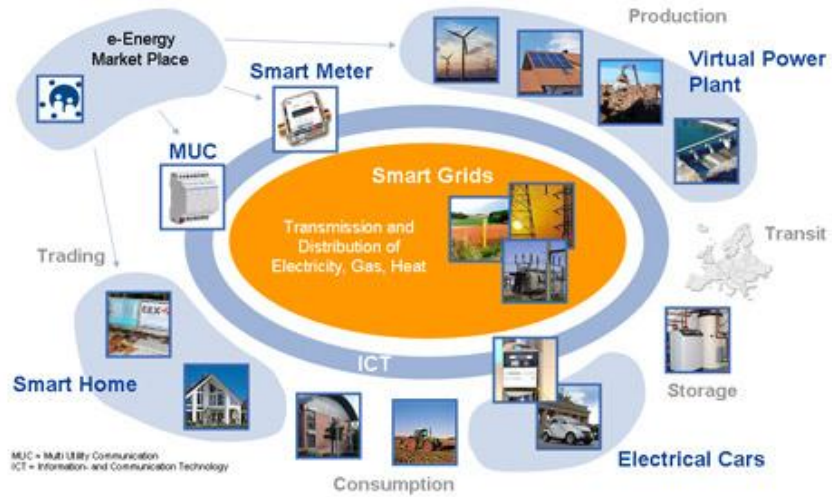 Production
e-Energy
Market Place
Virtual Power
Plant
Smart Meter
MUC
Smart Grids
Transmission and
Distribution of
Electricity, Gas, Heat
Trading
Transit
EEX
ICT
Smart Home
Storage
MUC = Multi Utility Communication
ICT = Information- and Communication Technology
Electrical Cars
Consumption